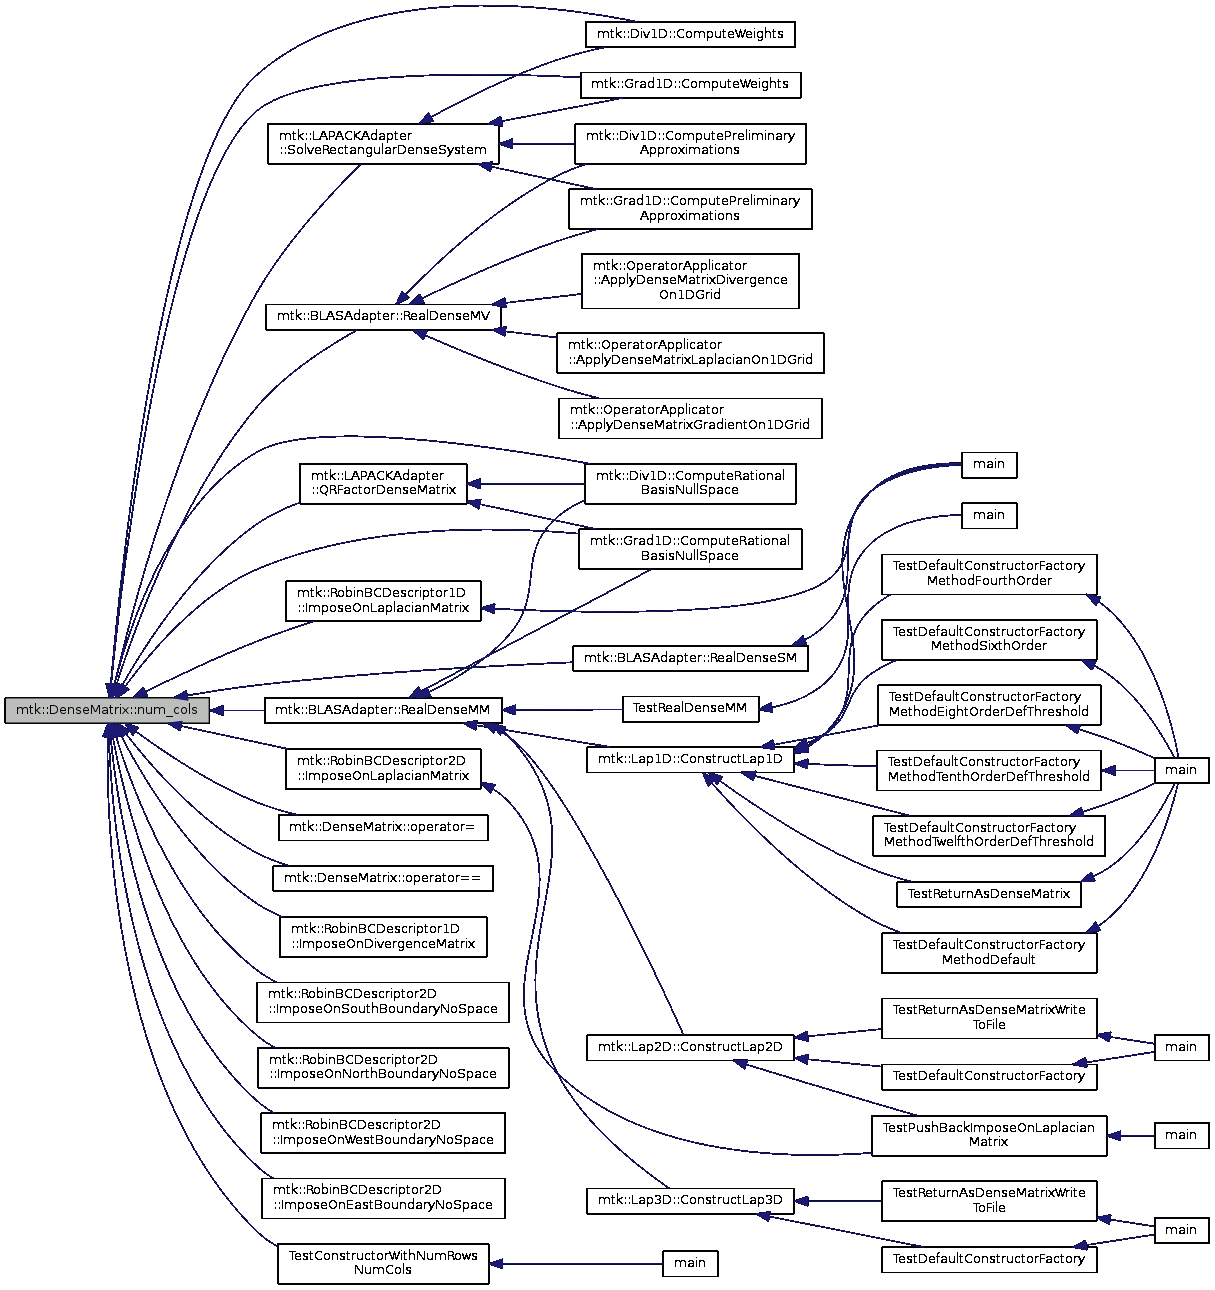 mtk::Div1D::ComputeWeights
mtk::Grad1D::ComputeWeights
mtk::LAPACKAdapter
::SolveRectangularDenseSystem
mtk::Div1D::ComputePreliminary
Approximations
mtk::Grad1D::ComputePreliminary
Approximations
mtk::OperatorApplicator
::ApplyDenseMatrixDivergence
On1DGrid
mtk::BLASAdapter::RealDenseMV
mtk::OperatorApplicator
::ApplyDenseMatrixLaplacianOn1DGrid
mtk::OperatorApplicator
::ApplyDenseMatrixGradientOn1DGrid
main
mtk::LAPACKAdapter
::QRFactorDenseMatrix
mtk::Div1D::ComputeRational
BasisNullSpace
main
mtk::Grad1D::ComputeRational
BasisNullSpace
TestDefaultConstructorFactory
MethodFourthOrder
mtk::RobinBCDescriptor1D
::ImposeOnLaplacianMatrix
TestDefaultConstructorFactory
MethodSixthOrder
mtk::BLASAdapter::RealDenseSM
mtk::DenseMatrix::num_cols
mtk::BLASAdapter::RealDenseMM
TestRealDenseMM
TestDefaultConstructorFactory
MethodEightOrderDefThreshold
mtk::RobinBCDescriptor2D
::ImposeOnLaplacianMatrix
mtk::Lap1D::ConstructLap1D
TestDefaultConstructorFactory
MethodTenthOrderDefThreshold
main
mtk::DenseMatrix::operator=
TestDefaultConstructorFactory
MethodTwelfthOrderDefThreshold
mtk::DenseMatrix::operator==
TestReturnAsDenseMatrix
mtk::RobinBCDescriptor1D
::ImposeOnDivergenceMatrix
TestDefaultConstructorFactory
MethodDefault
mtk::RobinBCDescriptor2D
::ImposeOnSouthBoundaryNoSpace
TestReturnAsDenseMatrixWrite
ToFile
mtk::RobinBCDescriptor2D
::ImposeOnNorthBoundaryNoSpace
mtk::Lap2D::ConstructLap2D
main
TestDefaultConstructorFactory
mtk::RobinBCDescriptor2D
::ImposeOnWestBoundaryNoSpace
TestPushBackImposeOnLaplacian
Matrix
main
mtk::RobinBCDescriptor2D
::ImposeOnEastBoundaryNoSpace
mtk::Lap3D::ConstructLap3D
TestReturnAsDenseMatrixWrite
ToFile
main
TestConstructorWithNumRows
NumCols
main
TestDefaultConstructorFactory